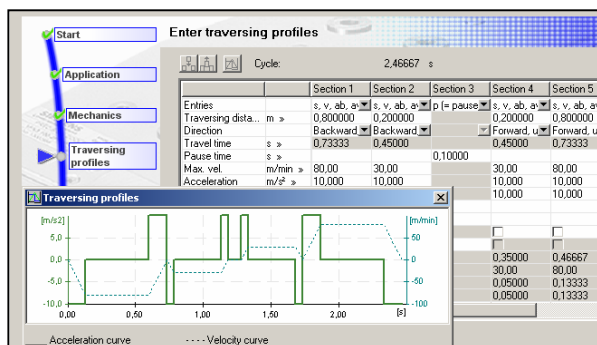 Start
Application
Mechanics
Traversing profiles
Enter traversing profiles
Cycle: 2,46667 s
Section 1 Section 2 Section 3 Section 4 Section 5
Entries s, v, ab, a s, v, ab, a p (= pause s, v, ab, a s, v, ab, a
Traversing dista... m » 0,800000 0,200000 0,200000 0,800000
Direction Backward Backward Forward, u Forward, u
Travel time s » 0,73333 0,45000 0,45000 0,73333
Pause time s » 0,10000
Max. vel. m/min » 80,00 30,00 30,00 80,00
Acceleration m/s² » 10,000 10,000 10,000 10,000
10,000 10,000
0,35000 0,46667
30,00 80,00
0,05000 0,13333
0,05000 0,13333
Traversing profiles
[m/s2] [m/min]
5,0 50
0,0 0
-5,0 -50
-10,0 -100
0,00 0,50 1,00 1,50 2,00 [s]
Acceleration curve ---- Velocity curve